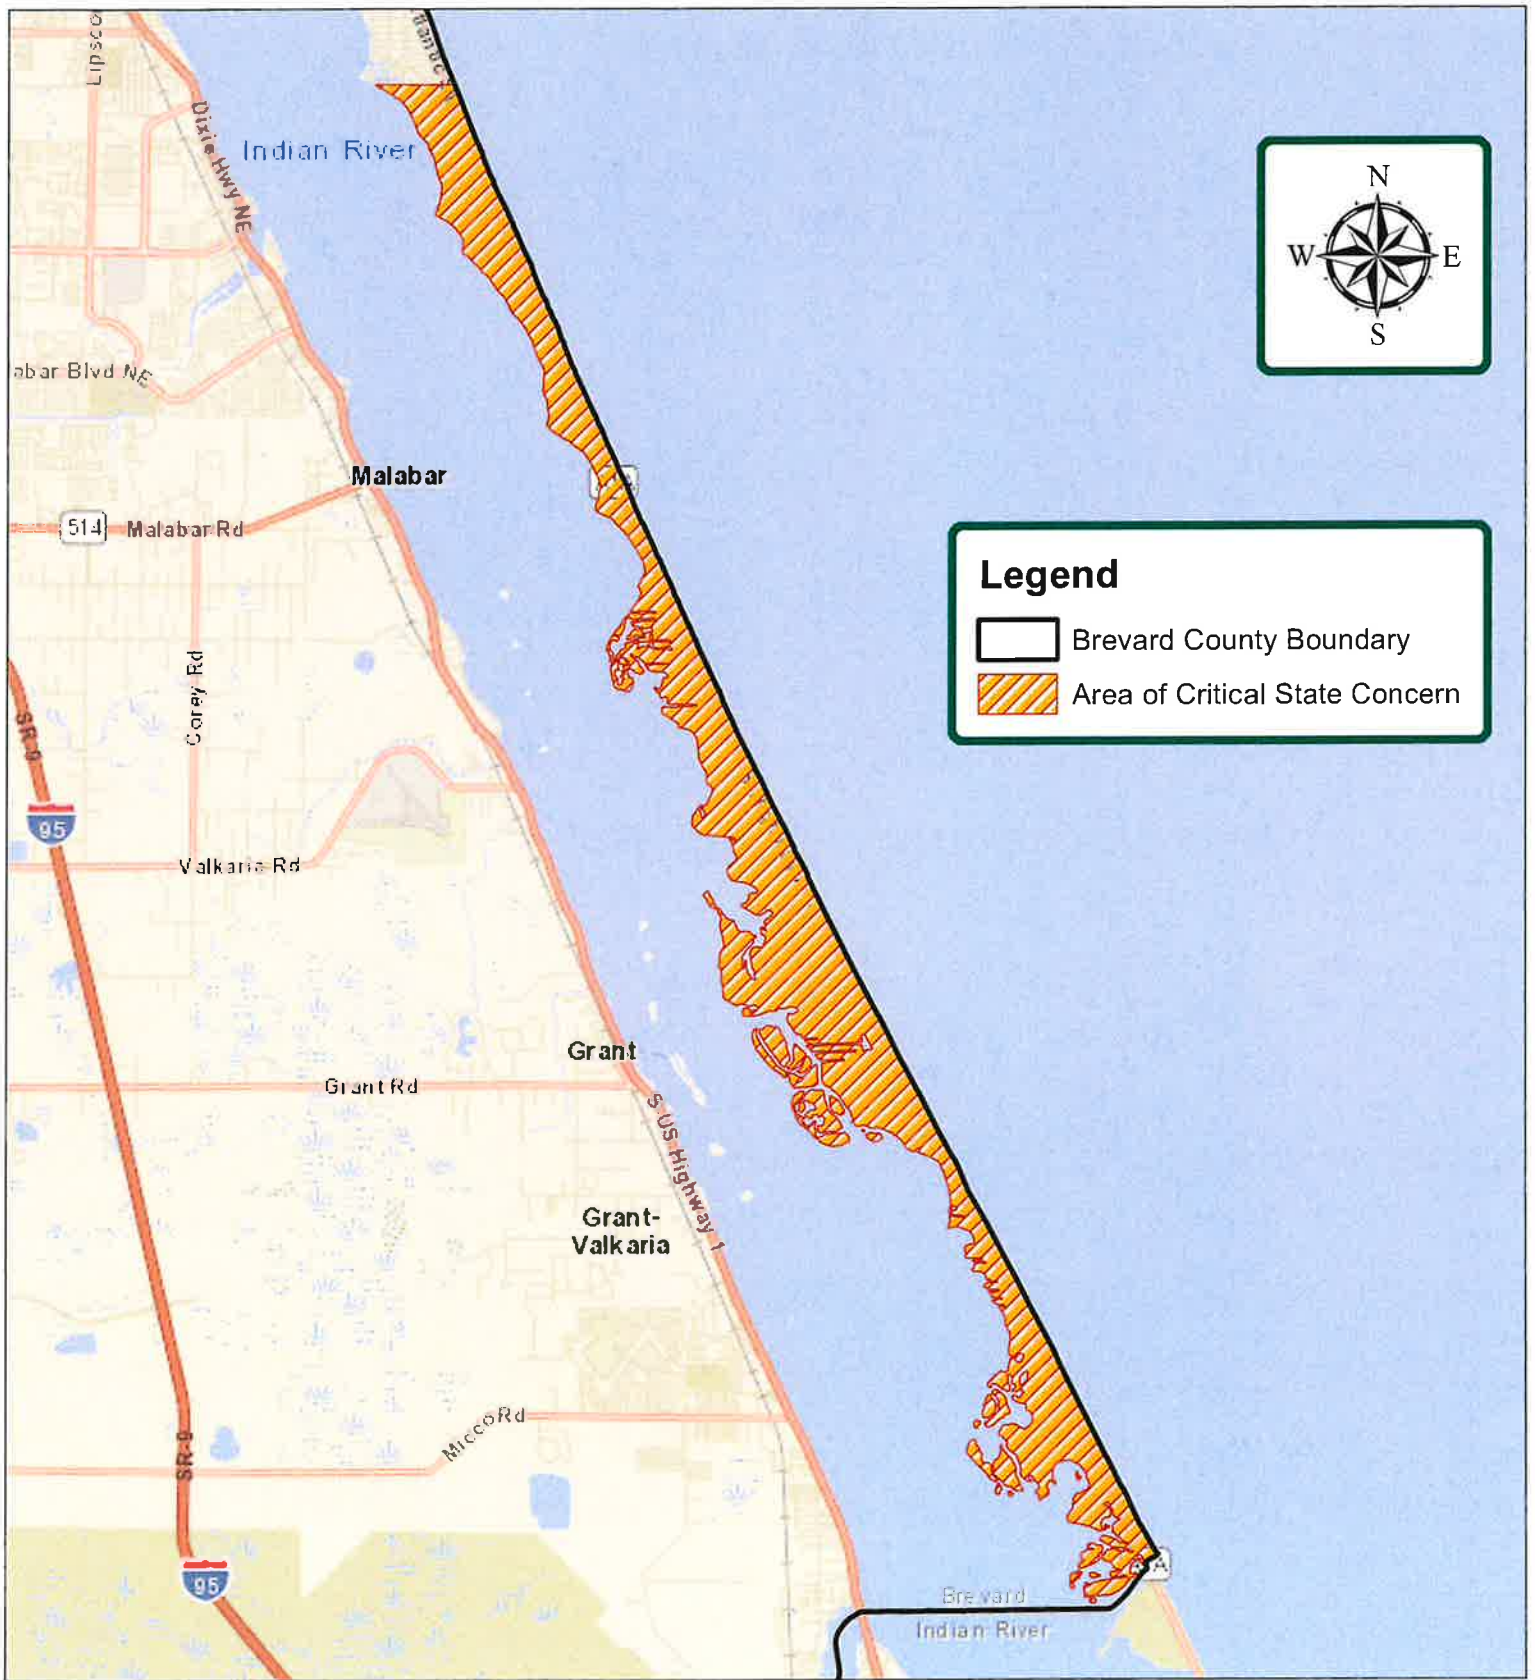 Lipsco
Dixie Hwy NE
Indian River
N
W
E
S
abar Blvd NE
Malabar
514
Malabar Rd
Legend
Brevard County Boundary
Area of Critical State Concern
Corey Rd
SR 9
95
Valkaria Rd
Grant
Grant Rd
S US Highway 1
Grant-
Valkaria
Micco Rd
SR-9
95
A
Brevard
Indian River